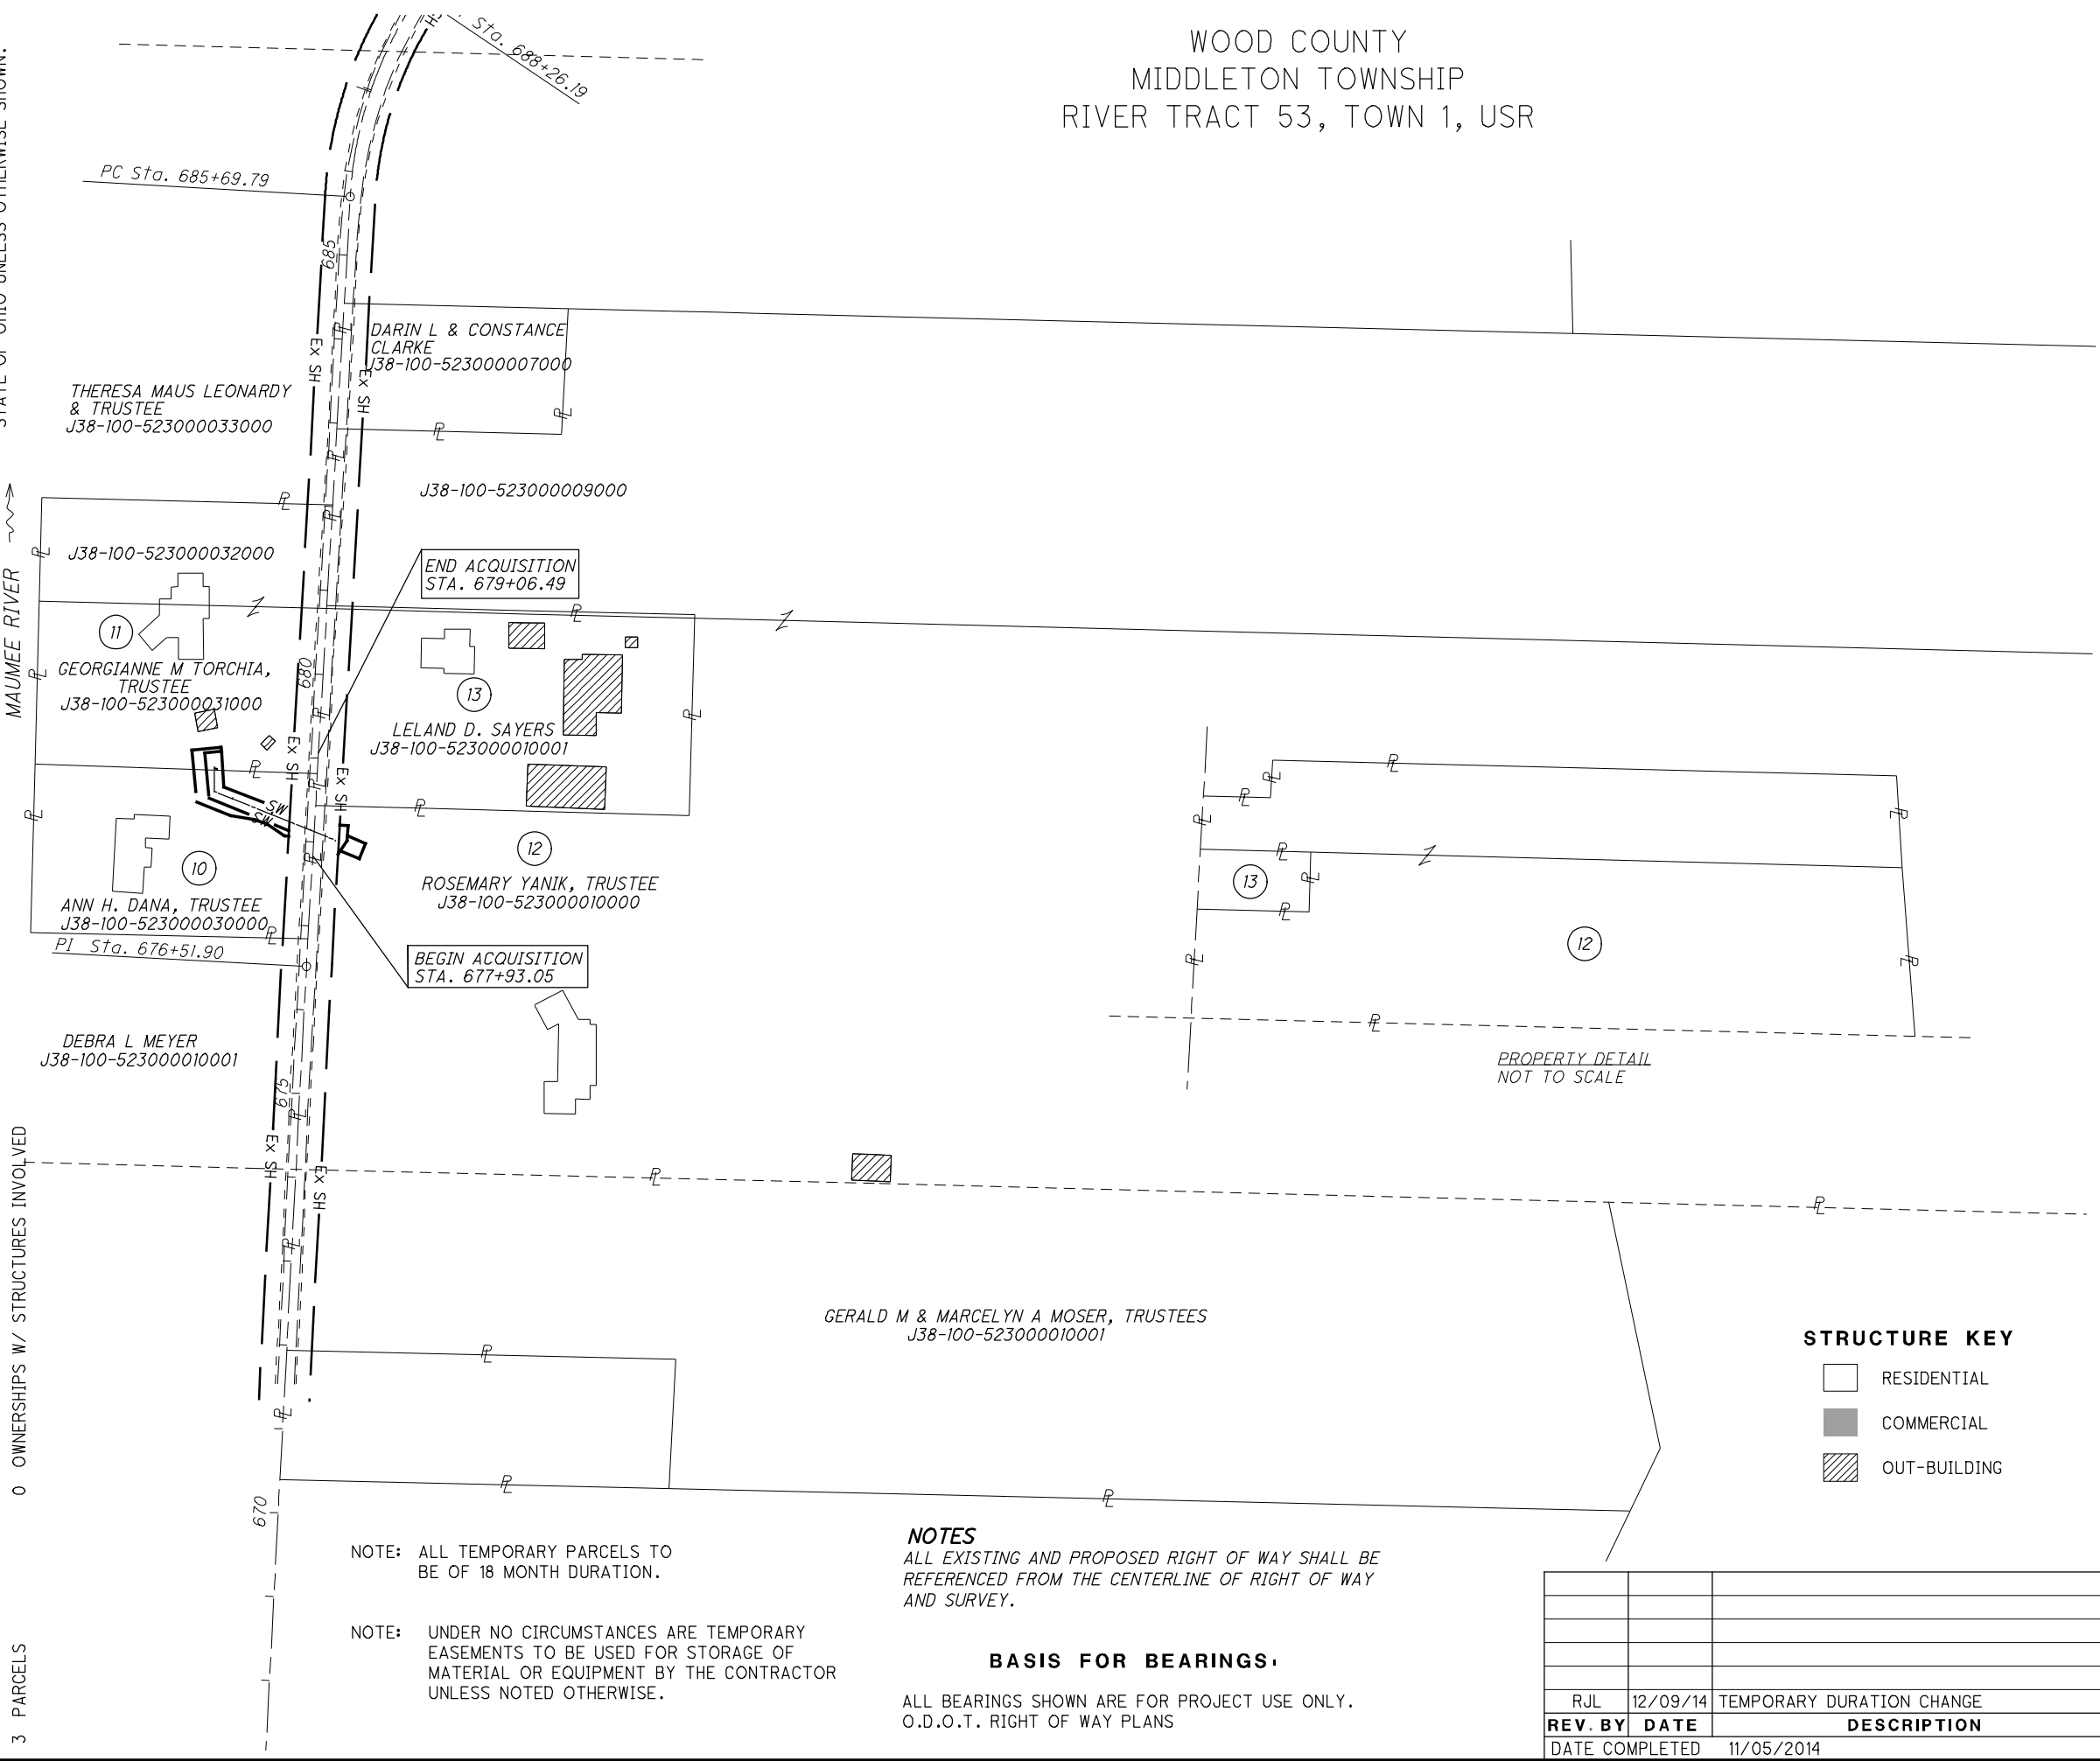 WOOD COUNTY
MIDDLETON TOWNSHIP
RIVER TRACT 53, TOWN 1, USR
STATE OF OHIO UNLESS OTHERWISE SHOWN.
Sta. 688+26.19
PC Sta. 685+69.79
685
Ex SH
Ex SH
DARIN L & CONSTANCE
CLARKE
J38-100-523000007000
THERESA MAUS LEONARDY
& TRUSTEE
J38-100-523000033000
J38-100-523000009000
J38-100-523000032000
MAUMEE RIVER
END ACQUISITION
STA. 679+06.49
11
GEORGIANNE M TORCHIA,
TRUSTEE
J38-100-523000031000
680
13
LELAND D. SAYERS
J38-100-523000010001
Ex SH
Ex SH
SW
SW
12
ROSEMARY YANIK, TRUSTEE
J38-100-523000010000
10
ANN H. DANA, TRUSTEE
J38-100-523000030000
PI Sta. 676+51.90
BEGIN ACQUISITION
STA. 677+93.05
DEBRA L MEYER
J38-100-523000010001
675
Ex SH
Ex SH
13
12
PROPERTY DETAIL
NOT TO SCALE
0 OWNERSHIPS W/ STRUCTURES INVOLVED
3 PARCELS
GERALD M & MARCELYN A MOSER, TRUSTEES
J38-100-523000010001
670
STRUCTURE KEY
RESIDENTIAL
COMMERCIAL
OUT-BUILDING
NOTE: ALL TEMPORARY PARCELS TO
BE OF 18 MONTH DURATION.
NOTE: UNDER NO CIRCUMSTANCES ARE TEMPORARY
EASEMENTS TO BE USED FOR STORAGE OF
MATERIAL OR EQUIPMENT BY THE CONTRACTOR
UNLESS NOTED OTHERWISE.
NOTES
ALL EXISTING AND PROPOSED RIGHT OF WAY SHALL BE
REFERENCED FROM THE CENTERLINE OF RIGHT OF WAY
AND SURVEY.
BASIS FOR BEARINGS:
ALL BEARINGS SHOWN ARE FOR PROJECT USE ONLY.
O.D.O.T. RIGHT OF WAY PLANS
RJL 12/09/14 TEMPORARY DURATION CHANGE
REV. BY DATE DESCRIPTION
DATE COMPLETED 11/05/2014